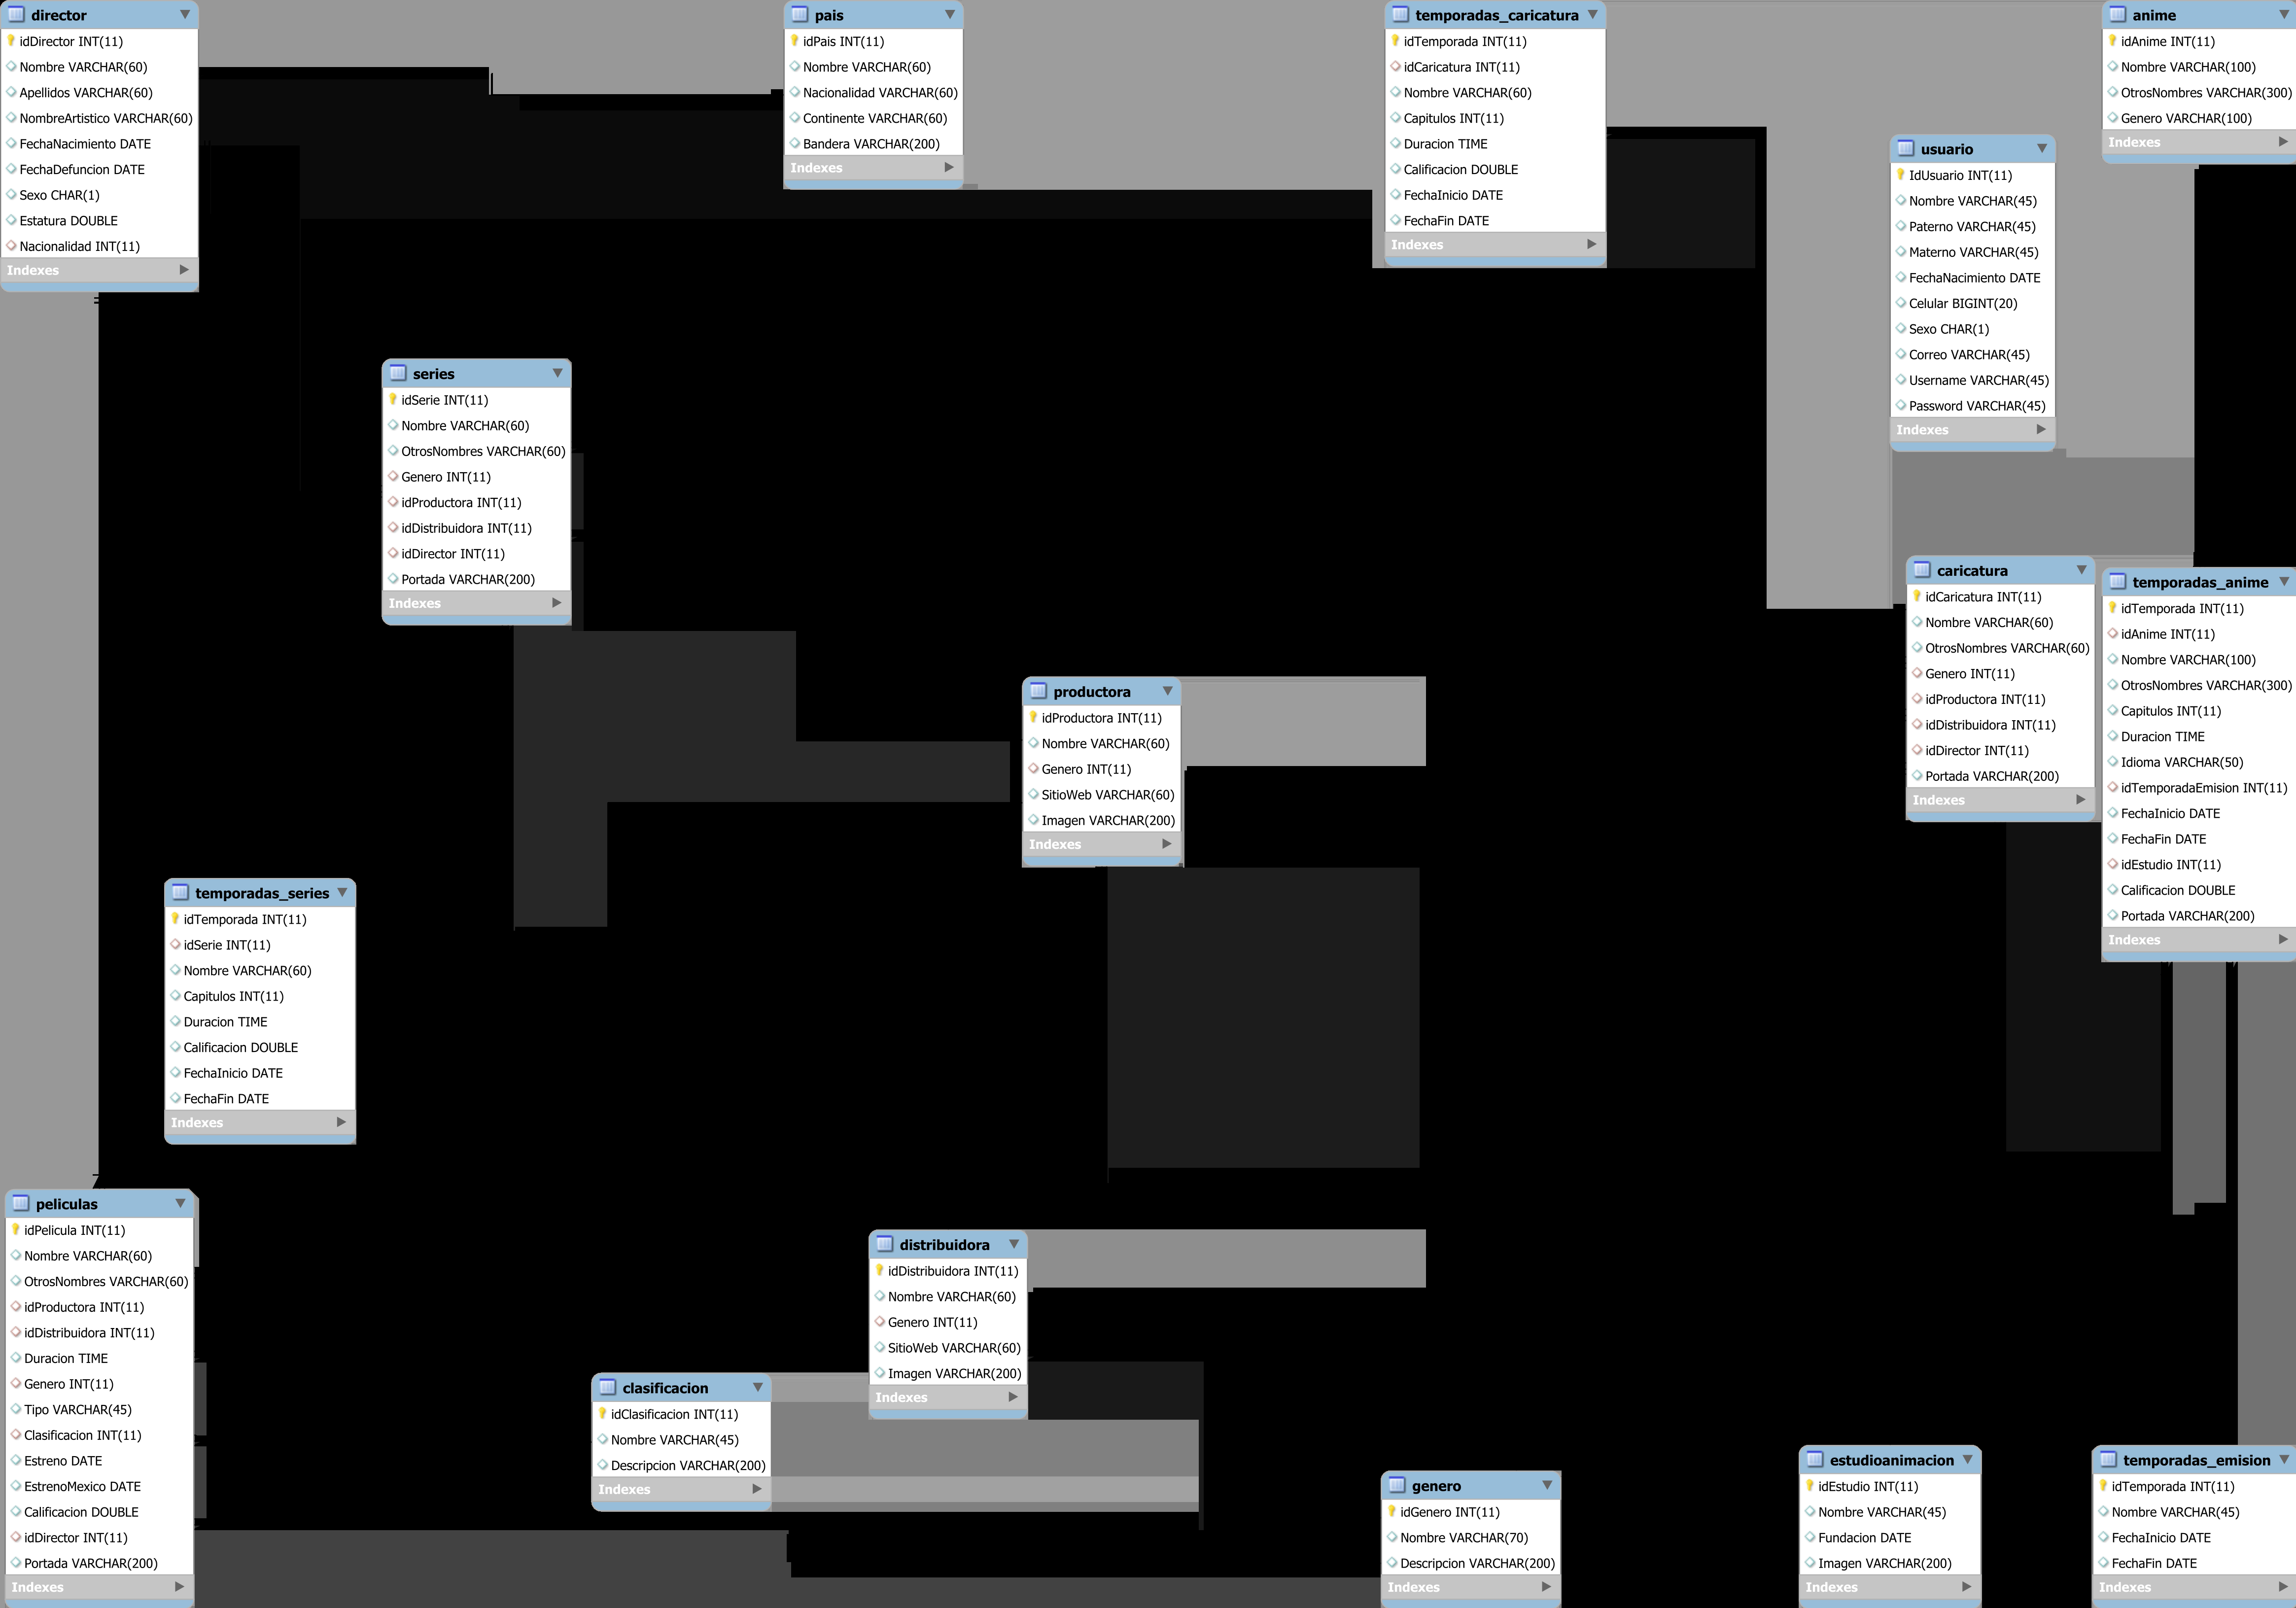 director
idDirector INT(11)
Nombre VARCHAR(60)
Apellidos VARCHAR(60)
NombreArtistico VARCHAR(60)
FechaNacimiento DATE
FechaDefuncion DATE
Sexo CHAR(1)
Estatura DOUBLE
Nacionalidad INT(11)
Indexes
pais
idPais INT(11)
Nombre VARCHAR(60)
Nacionalidad VARCHAR(60)
Continente VARCHAR(60)
Bandera VARCHAR(200)
Indexes
temporadas_caricatura
idTemporada INT(11)
idCaricatura INT(11)
Nombre VARCHAR(60)
Capitulos INT(11)
Duracion TIME
Calificacion DOUBLE
FechaInicio DATE
FechaFin DATE
Indexes
anime
idAnime INT(11)
Nombre VARCHAR(100)
OtrosNombres VARCHAR(300)
Genero VARCHAR(100)
Indexes
usuario
IdUsuario INT(11)
Nombre VARCHAR(45)
Paterno VARCHAR(45)
Materno VARCHAR(45)
FechaNacimiento DATE
Celular BIGINT(20)
Sexo CHAR(1)
Correo VARCHAR(45)
Username VARCHAR(45)
Password VARCHAR(45)
Indexes
series
idSerie INT(11)
Nombre VARCHAR(60)
OtrosNombres VARCHAR(60)
Genero INT(11)
idProductora INT(11)
idDistribuidora INT(11)
idDirector INT(11)
Portada VARCHAR(200)
Indexes
caricatura
idCaricatura INT(11)
Nombre VARCHAR(60)
OtrosNombres VARCHAR(60)
Genero INT(11)
idProductora INT(11)
idDistribuidora INT(11)
idDirector INT(11)
Portada VARCHAR(200)
Indexes
temporadas_anime
idTemporada INT(11)
idAnime INT(11)
Nombre VARCHAR(100)
OtrosNombres VARCHAR(300)
Capitulos INT(11)
Duracion TIME
Idioma VARCHAR(50)
idTemporadaEmision INT(11)
FechaInicio DATE
FechaFin DATE
idEstudio INT(11)
Calificacion DOUBLE
Portada VARCHAR(200)
Indexes
productora
idProductora INT(11)
Nombre VARCHAR(60)
Genero INT(11)
SitioWeb VARCHAR(60)
Imagen VARCHAR(200)
Indexes
temporadas_series
idTemporada INT(11)
idSerie INT(11)
Nombre VARCHAR(60)
Capitulos INT(11)
Duracion TIME
Calificacion DOUBLE
FechaInicio DATE
FechaFin DATE
Indexes
peliculas
idPelicula INT(11)
Nombre VARCHAR(60)
OtrosNombres VARCHAR(60)
idProductora INT(11)
idDistribuidora INT(11)
Duracion TIME
Genero INT(11)
Tipo VARCHAR(45)
Clasificacion INT(11)
Estreno DATE
EstrenoMexico DATE
Calificacion DOUBLE
idDirector INT(11)
Portada VARCHAR(200)
Indexes
distribuidora
idDistribuidora INT(11)
Nombre VARCHAR(60)
Genero INT(11)
SitioWeb VARCHAR(60)
Imagen VARCHAR(200)
Indexes
clasificacion
idClasificacion INT(11)
Nombre VARCHAR(45)
Descripcion VARCHAR(200)
Indexes
genero
idGenero INT(11)
Nombre VARCHAR(70)
Descripcion VARCHAR(200)
Indexes
estudioanimacion
idEstudio INT(11)
Nombre VARCHAR(45)
Fundacion DATE
Imagen VARCHAR(200)
Indexes
temporadas_emision
idTemporada INT(11)
Nombre VARCHAR(45)
FechaInicio DATE
FechaFin DATE
Indexes